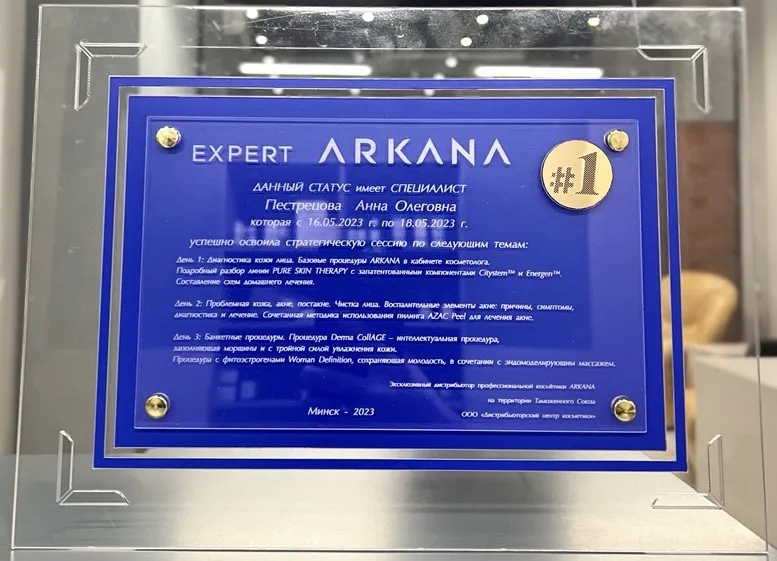 EXPERT ARKANA
#1
ДАННЫЙ СТАТУС имеет СПЕЦИАЛИСТ
Пестрецова Анна Олеговна
которая с 16.05.2023 г. по 18.05.2023 г.
успешно освоила стратегическую сессию по следующим темам:
День 1: Диагностика кожи лица. Базовые процедуры ARKANA в кабинете косметолога.
Подробный разбор линии PURE SKIN THERAPY с запатентованными компонентами Citystem™ и Energen™.
Составление схем домашнего лечения.
День 2: Проблемная кожа, акне, постакне. Чистка лица. Воспалительные элементы акне: причины, симптомы,
диагностика и лечение. Сочетанная методика использования пилинга AZAC Peel для лечения акне.
День 3: Банкетные процедуры. Процедура Derma CollAGE – интеллектуальная процедура,
заполняющая морщины и с тройной силой увлажнения кожи.
Процедура с фитоэстрогенами Woman Definition, сохраняющая молодость, в сочетании с эндомоделирующим массажем.
Эксклюзивный дистрибьютор профессиональной косметики ARKANA
на территории Таможенного Союза
ООО «Дистрибьюторский центр косметики»
Минск - 2023